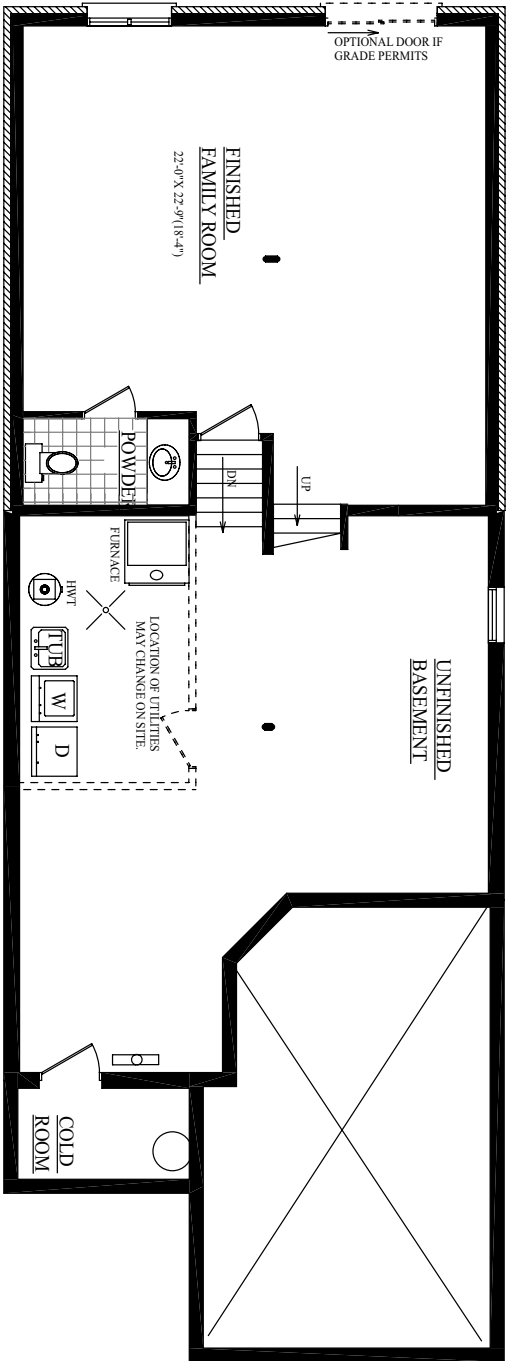 OPTIONAL DOOR IF
GRADE PERMITS
FINISHED
FAMILY ROOM
22'-0"X 22'-9"(18'-4")
POWDER
DN
UP
FURNACE
HWT
LOCATION OF UTILITIES
MAY CHANGE ON SITE.
TUB
W
D
UNFINISHED
BASEMENT
COLD
ROOM